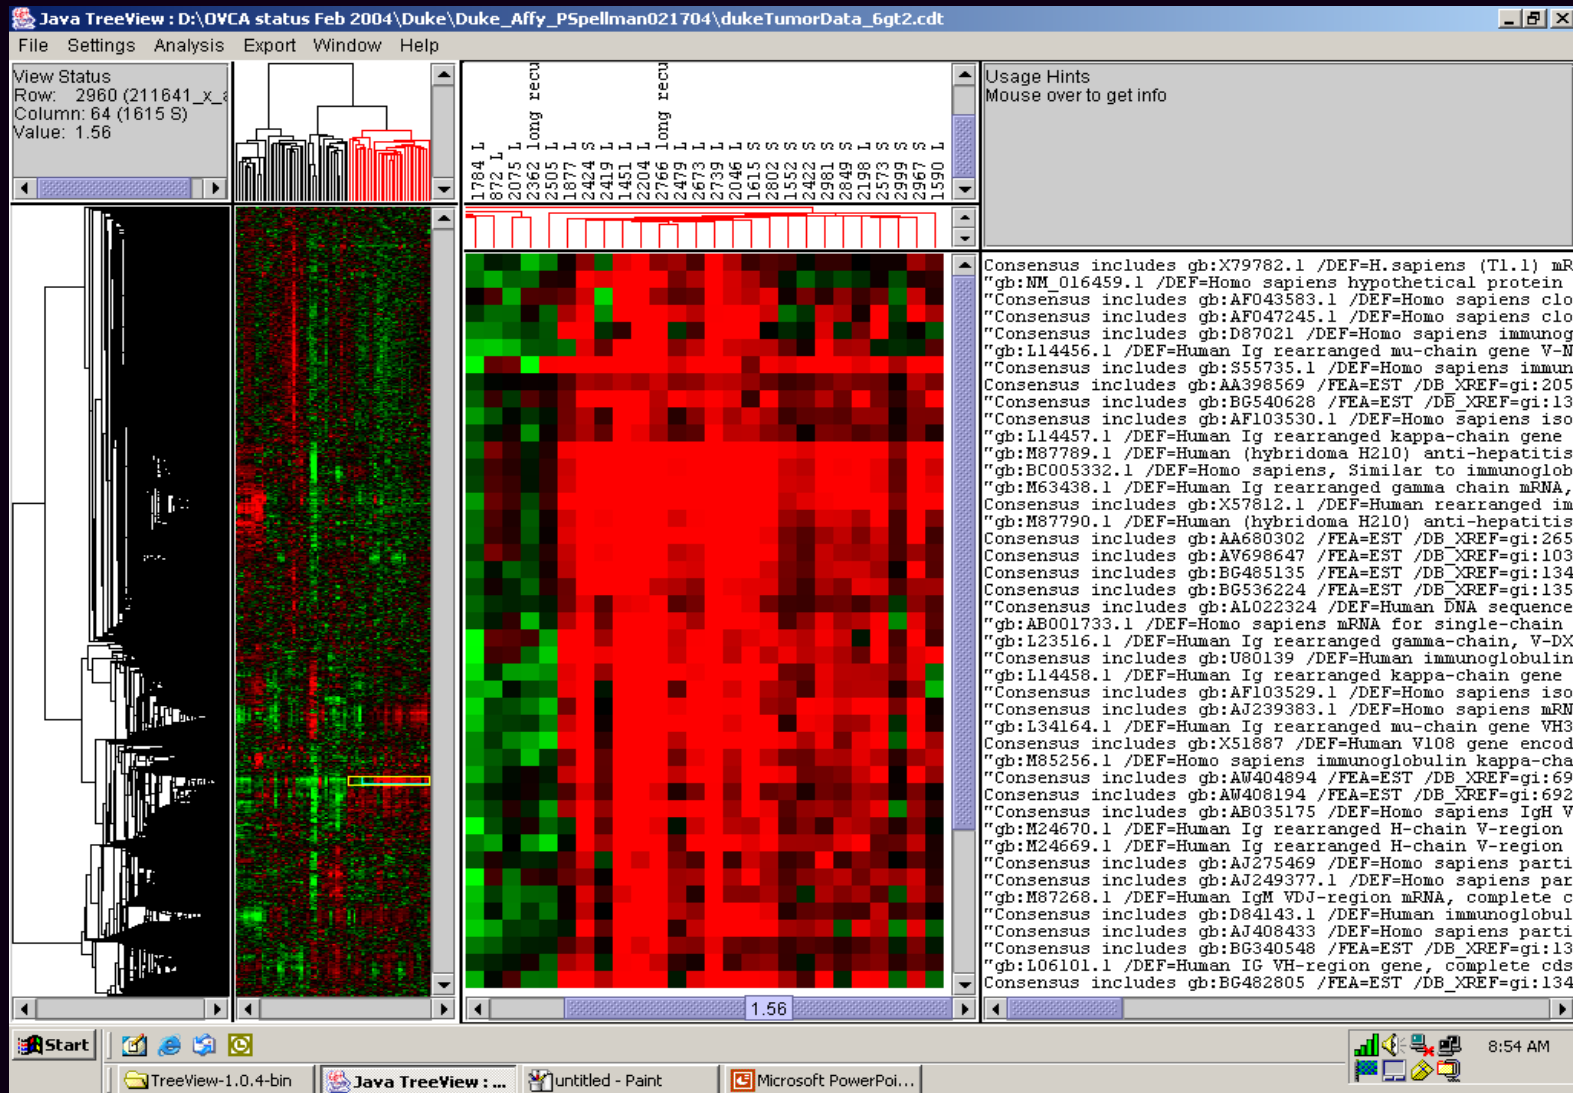 Java TreeView : D:\OVCA status Feb 2004\Duke\Duke_Affy_PSpellman021704\dukeTumorData_6gt2.cdt
File Settings Analysis Export Window Help
View Status
Row: 2960 (211641_x_a
Column: 64 (1615 S)
Value: 1.56
1784 L
872 L
2075 L
2362 long recu
2505 L
1877 L
2424 S
2419 L
1451 L
2204 L
2766 long recu
2479 L
2673 L
2739 L
2046 L
1615 S
2802 S
1552 S
2422 S
2981 S
2849 S
2198 L
2573 S
2999 S
2967 S
1590 L
Usage Hints
Mouse over to get info
Consensus includes gb:X79782.1 /DEF=H.sapiens (T1.1) mR
"gb:NM_016459.1 /DEF=Homo sapiens hypothetical protein
"Consensus includes gb:AF043583.1 /DEF=Homo sapiens clo
"Consensus includes gb:AF047245.1 /DEF=Homo sapiens clo
"Consensus includes gb:D87021 /DEF=Homo sapiens immunog
"gb:L14456.1 /DEF=Human Ig rearranged mu-chain gene V-N
"Consensus includes gb:S55735.1 /DEF=Homo sapiens immun
Consensus includes gb:AA398569 /FEA=EST /DB_XREF=gi:205
"Consensus includes gb:BG540628 /FEA=EST /DB_XREF=gi:13
"Consensus includes gb:AF103530.1 /DEF=Homo sapiens iso
"gb:L14457.1 /DEF=Human Ig rearranged kappa-chain gene
"gb:M87789.1 /DEF=Human (hybridoma H210) anti-hepatitis
"gb:BC005332.1 /DEF=Homo sapiens, Similar to immunoglob
"gb:M63438.1 /DEF=Human Ig rearranged gamma chain mRNA,
Consensus includes gb:X57812.1 /DEF=Human rearranged im
"gb:M87790.1 /DEF=Human (hybridoma H210) anti-hepatitis
Consensus includes gb:AA680302 /FEA=EST /DB_XREF=gi:265
Consensus includes gb:AV698647 /FEA=EST /DB_XREF=gi:103
Consensus includes gb:BG485135 /FEA=EST /DB_XREF=gi:134
Consensus includes gb:BG536224 /FEA=EST /DB_XREF=gi:135
"Consensus includes gb:AL022324 /DEF=Human DNA sequence
"gb:AB001733.1 /DEF=Homo sapiens mRNA for single-chain
"gb:L23516.1 /DEF=Human Ig rearranged gamma-chain, V-DX
"Consensus includes gb:U80139 /DEF=Human immunoglobulin
"gb:L14458.1 /DEF=Human Ig rearranged kappa-chain gene
"Consensus includes gb:AF103529.1 /DEF=Homo sapiens iso
"Consensus includes gb:AJ239383.1 /DEF=Homo sapiens mRN
"gb:L34164.1 /DEF=Human Ig rearranged mu-chain gene VH3
Consensus includes gb:X51887 /DEF=Human V108 gene encod
"gb:M85256.1 /DEF=Homo sapiens immunoglobulin kappa-cha
"Consensus includes gb:AW404894 /FEA=EST /DB_XREF=gi:69
Consensus includes gb:AW408194 /FEA=EST /DB_XREF=gi:692
"Consensus includes gb:AB035175 /DEF=Homo sapiens IgH V
"gb:M24670.1 /DEF=Human Ig rearranged H-chain V-region
"gb:M24669.1 /DEF=Human Ig rearranged H-chain V-region
"Consensus includes gb:AJ275469 /DEF=Homo sapiens parti
"Consensus includes gb:AJ249377.1 /DEF=Homo sapiens par
"gb:M87268.1 /DEF=Human IgM VDJ-region mRNA, complete c
"Consensus includes gb:D84143.1 /DEF=Human immunoglobul
"Consensus includes gb:AJ408433 /DEF=Homo sapiens parti
"Consensus includes gb:BG340548 /FEA=EST /DB_XREF=gi:13
"gb:L06101.1 /DEF=Human IG VH-region gene, complete cds
Consensus includes gb:BG482805 /FEA=EST /DB_XREF=gi:134
1.56
Start
8:54 AM
TreeView-1.0.4-bin
Java TreeView : ...
untitled - Paint
Microsoft PowerPoi...